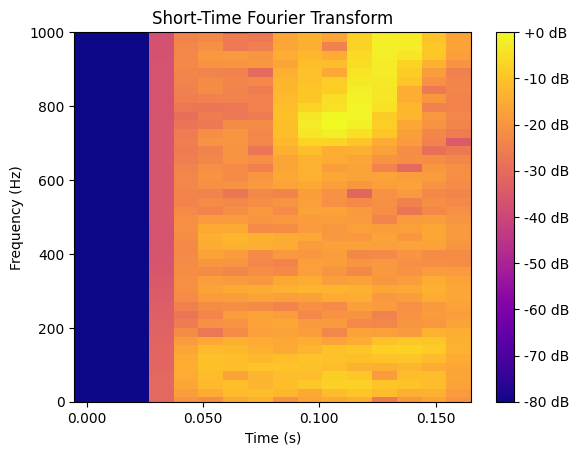 Short-Time Fourier Transform
Frequency (Hz)
1000
800
600
400
200
0
0.000
0.050
0.100
0.150
Time (s)
+0 dB
-10 dB
-20 dB
-30 dB
-40 dB
-50 dB
-60 dB
-70 dB
-80 dB